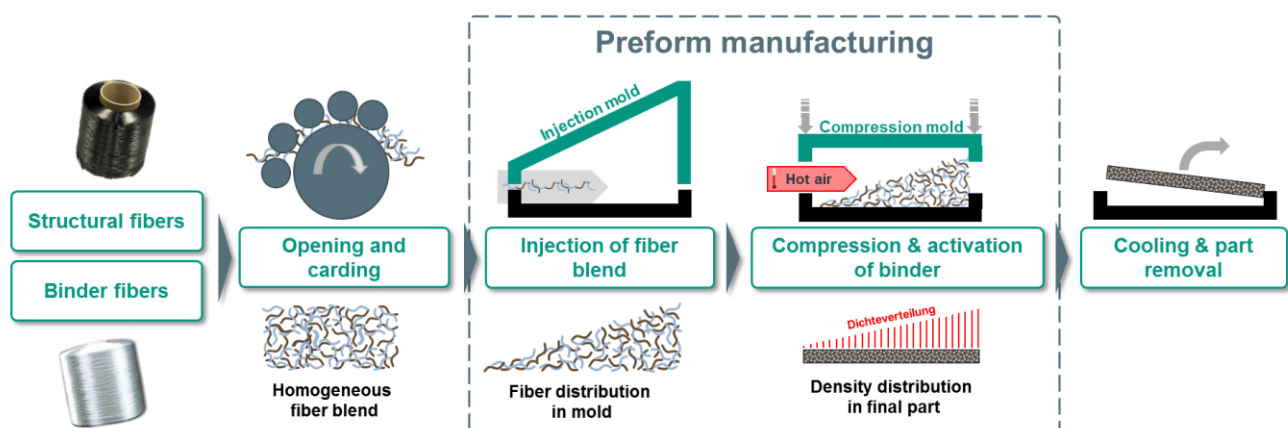 Preform manufacturing
Structural fibers
Binder fibers
Opening and
carding
Homogeneous
fiber blend
Injection mold
Injection of fiber
blend
Fiber distribution
in mold
Compression mold
Hot air
Compression & activation
of binder
Dichteverteilung
Density distribution
in final part
Cooling & part
removal